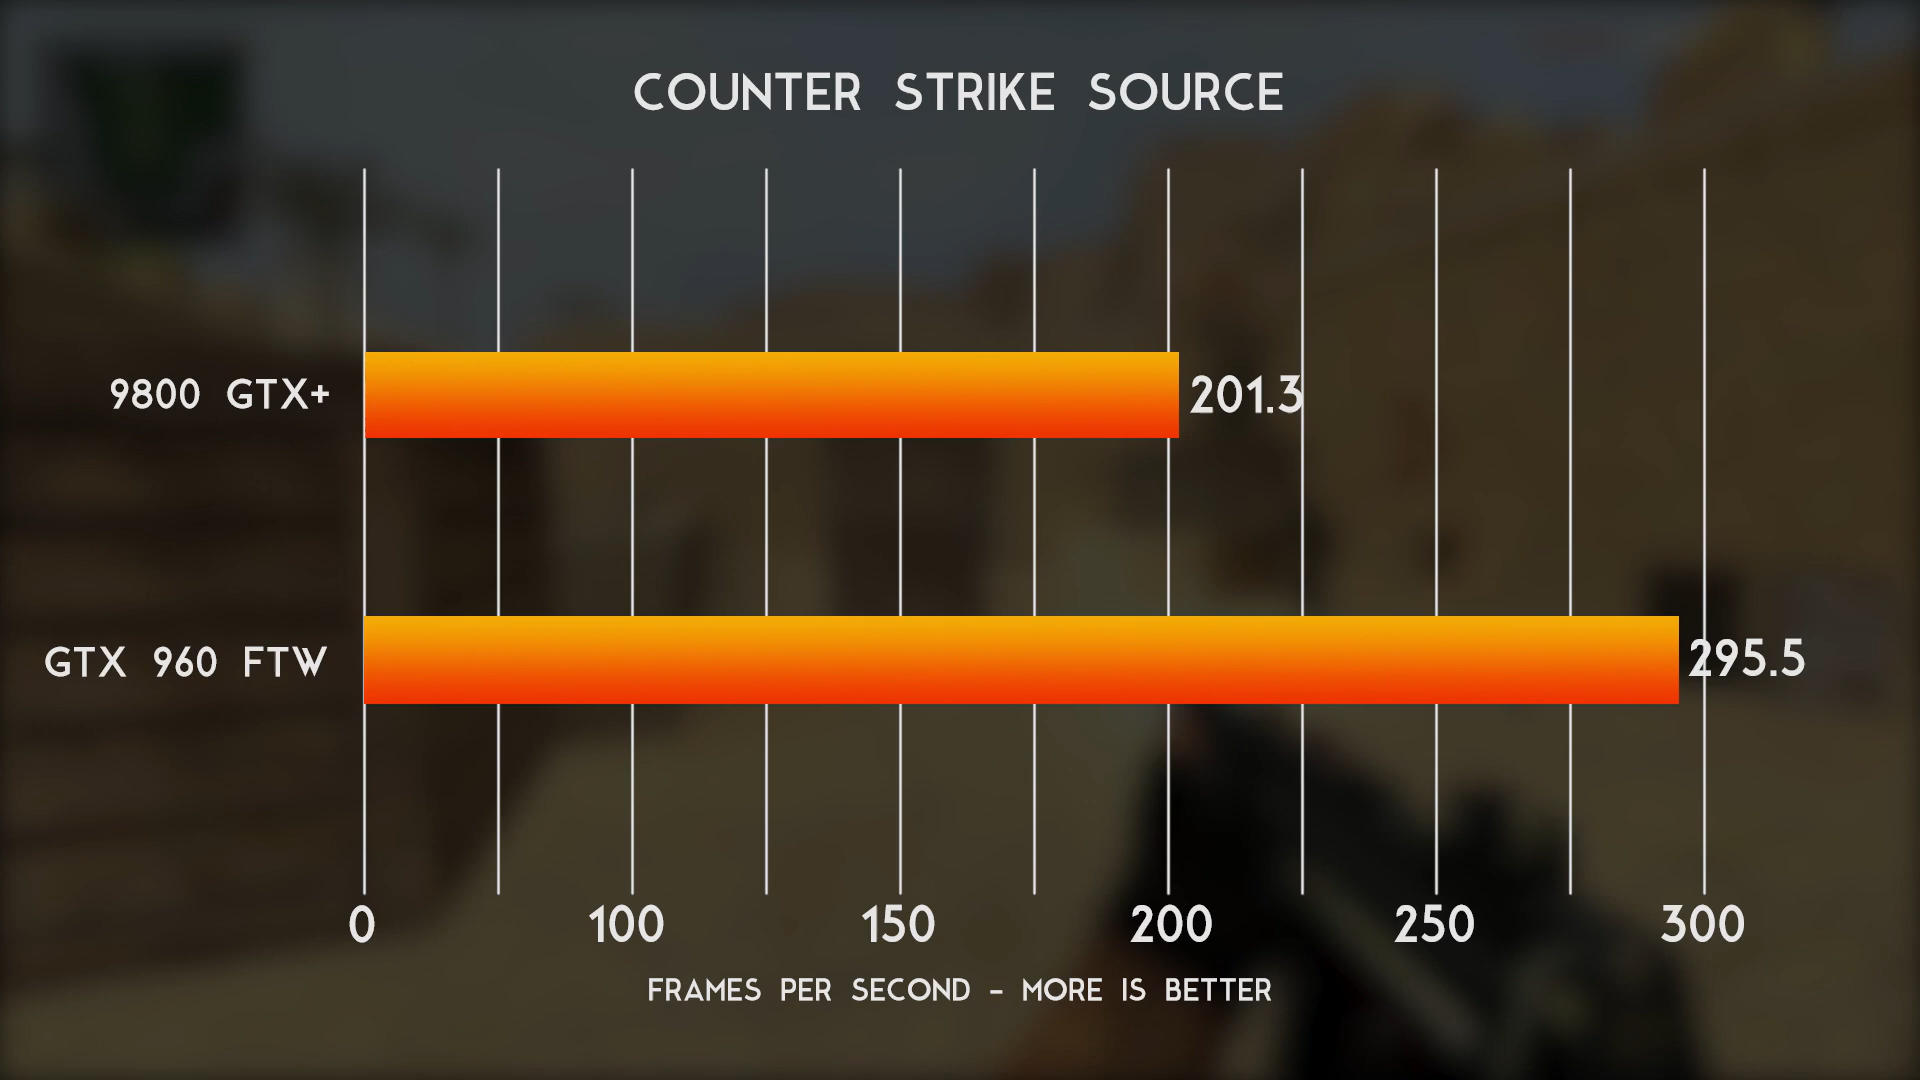 COUNTER STRIKE SOURCE
9800 GTX+
201.3
GTX 960 FTW
295.5
0 100 150 200 250 300
FRAMES PER SECOND - MORE IS BETTER